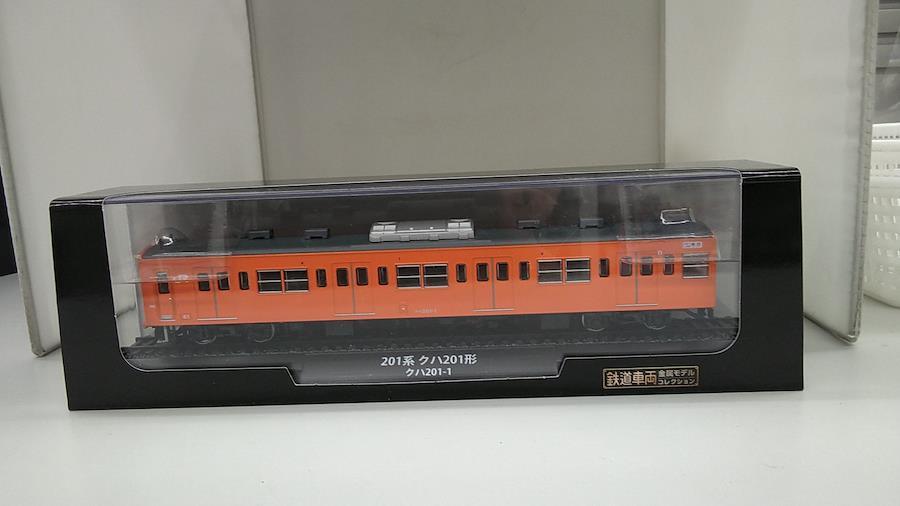 201系 クハ201形
クハ201-1
鉄道車両 金属モデル
コレクション